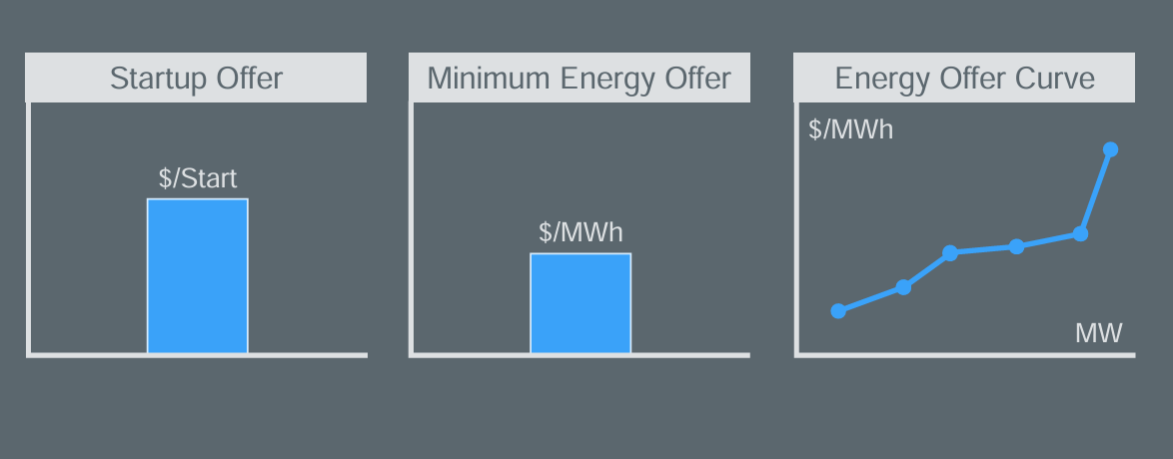 Startup Offer
Minimum Energy Offer
Energy Offer Curve
$/Start
$/MWh
$/MWh
MW